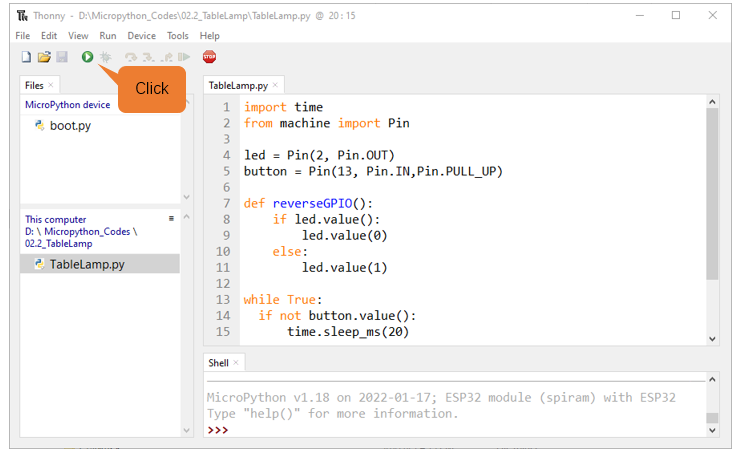 Thonny - D:\Micropython_Codes\02.2_TableLamp\TableLamp.py @ 20 : 15
File Edit View Run Device Tools Help
STOP
Click
Files ×
MicroPython device
boot.py
This computer
D: \ Micropython_Codes \
02.2_TableLamp
TableLamp.py
TableLamp.py ×
1 import time
2 from machine import Pin
3
4 led = Pin(2, Pin.OUT)
5 button = Pin(13, Pin.IN,Pin.PULL_UP)
6
7 def reverseGPIO():
8     if led.value():
9         led.value(0)
10     else:
11         led.value(1)
12
13 while True:
14   if not button.value():
15       time.sleep_ms(20)
Shell ×
MicroPython v1.18 on 2022-01-17; ESP32 module (spiram) with ESP32
Type "help()" for more information.
>>>